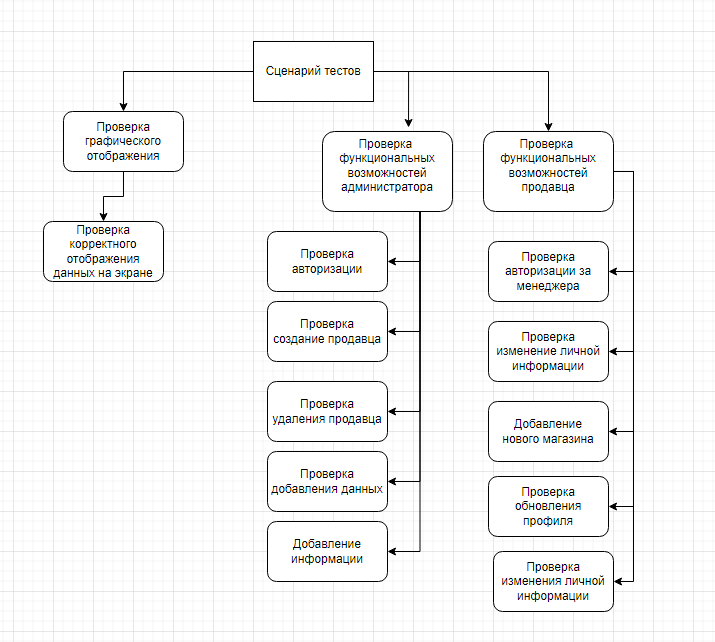 Сценарий тестов
Проверка
графического
отображения
Проверка
корректного
отображения
данных на экране
Проверка
функциональных
возможностей
администратора
Проверка
авторизации
Проверка
создание продавца
Проверка
удаления продавца
Проверка
добавления данных
Добавление
информации
Проверка
функциональных
возможностей
продавца
Проверка
авторизации за
менеджера
Проверка
изменение личной
информации
Добавление
нового магазина
Проверка
обновления
профиля
Проверка
изменения личной
информации